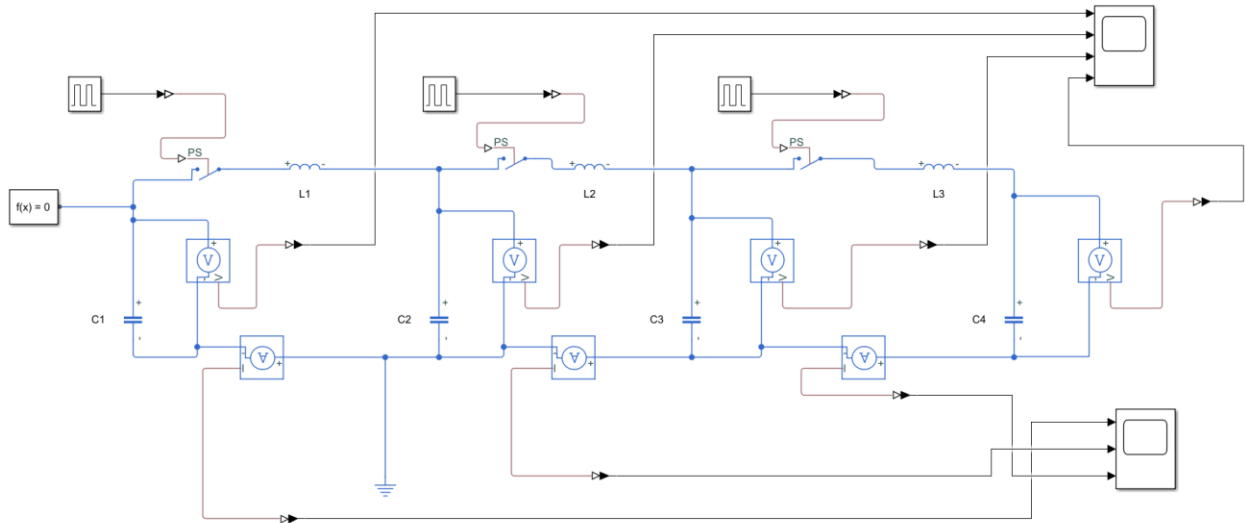 PS
PS
PS
+
-
L1
+
-
L2
+
-
L3
f(x) = 0
+
V
-
V
+
V
-
V
+
V
-
V
+
V
-
V
C1
+
-
C2
+
-
C3
+
-
C4
+
-
-
A
+
I
-
A
+
I
-
A
+
I